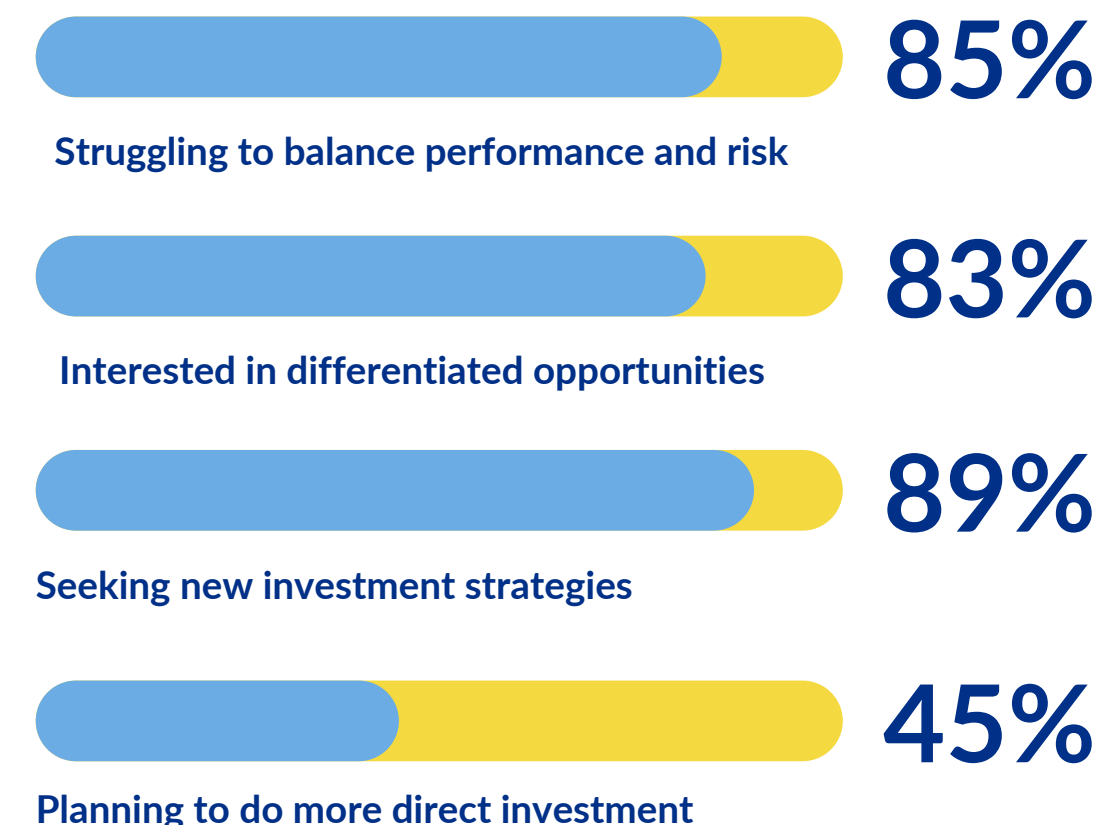 85%
Struggling to balance performance and risk
83%
Interested in differentiated opportunities
89%
Seeking new investment strategies
45%
Planning to do more direct investment